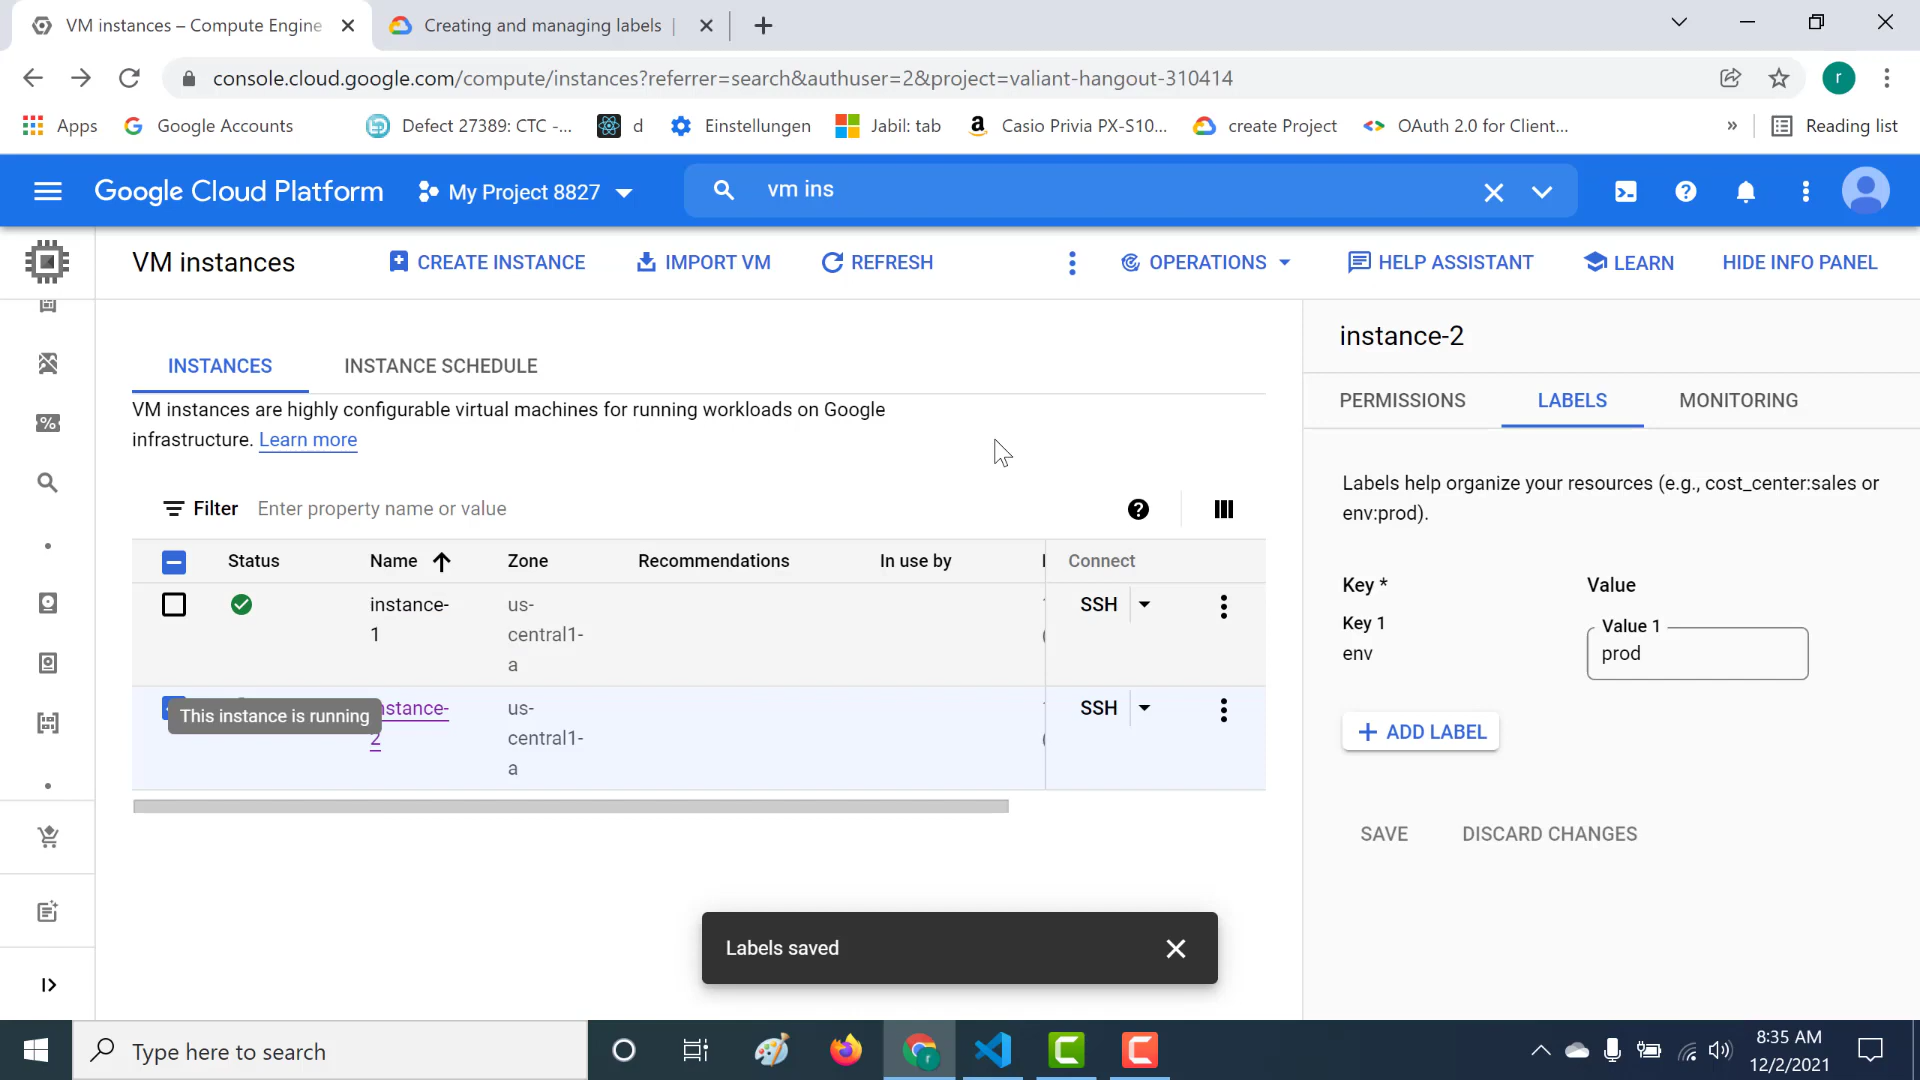 VM instances – Compute Engine
Creating and managing labels
console.cloud.google.com/compute/instances?referrer=search&authuser=2&project=valiant-hangout-310414
r
Apps
Google Accounts
Defect 27389: CTC -...
d
Einstellungen
Jabil: tab
Casio Privia PX-S10...
create Project
OAuth 2.0 for Client...
»
Reading list
Google Cloud Platform
My Project 8827
vm ins
VM instances
CREATE INSTANCE
IMPORT VM
REFRESH
OPERATIONS
HELP ASSISTANT
LEARN
HIDE INFO PANEL
INSTANCES
INSTANCE SCHEDULE
VM instances are highly configurable virtual machines for running workloads on Google
infrastructure. Learn more
Filter
Enter property name or value
Status
Name
Zone
Recommendations
In use by
Connect
instance-
1
us-
central1-
a
SSH
This instance is running
nstance-
2
us-
central1-
a
SSH
instance-2
PERMISSIONS
LABELS
MONITORING
Labels help organize your resources (e.g., cost_center:sales or
env:prod).
Key *
Value
Key 1
env
Value 1
prod
ADD LABEL
SAVE
DISCARD CHANGES
Labels saved
Type here to search
r
8:35 AM
12/2/2021